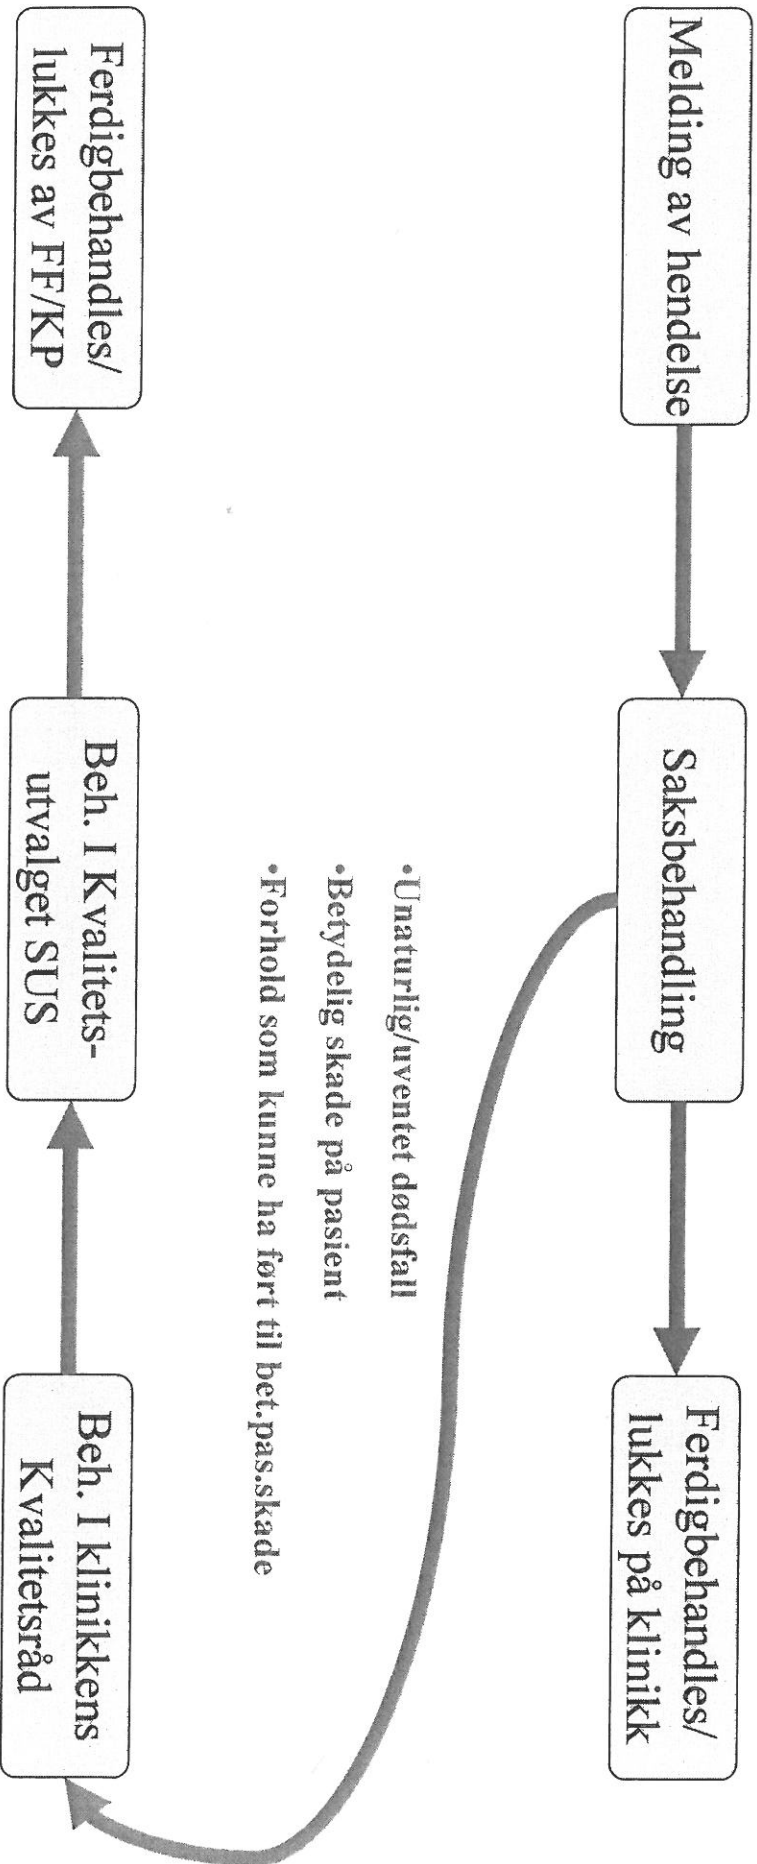 Melding av hendelse
Saksbehandling
Ferdigbehandles/
lukkes på klinikk
•Unaturlig/uventet dødsfall
•Betydelig skade på pasient
•Forhold som kunne ha ført til bet.pas.skade
Ferdigbehandles/
lukkes av FF/KP
Beh. I Kvalitets-
utvalget SUS
Beh. I klinikkens
Kvalitetsråd